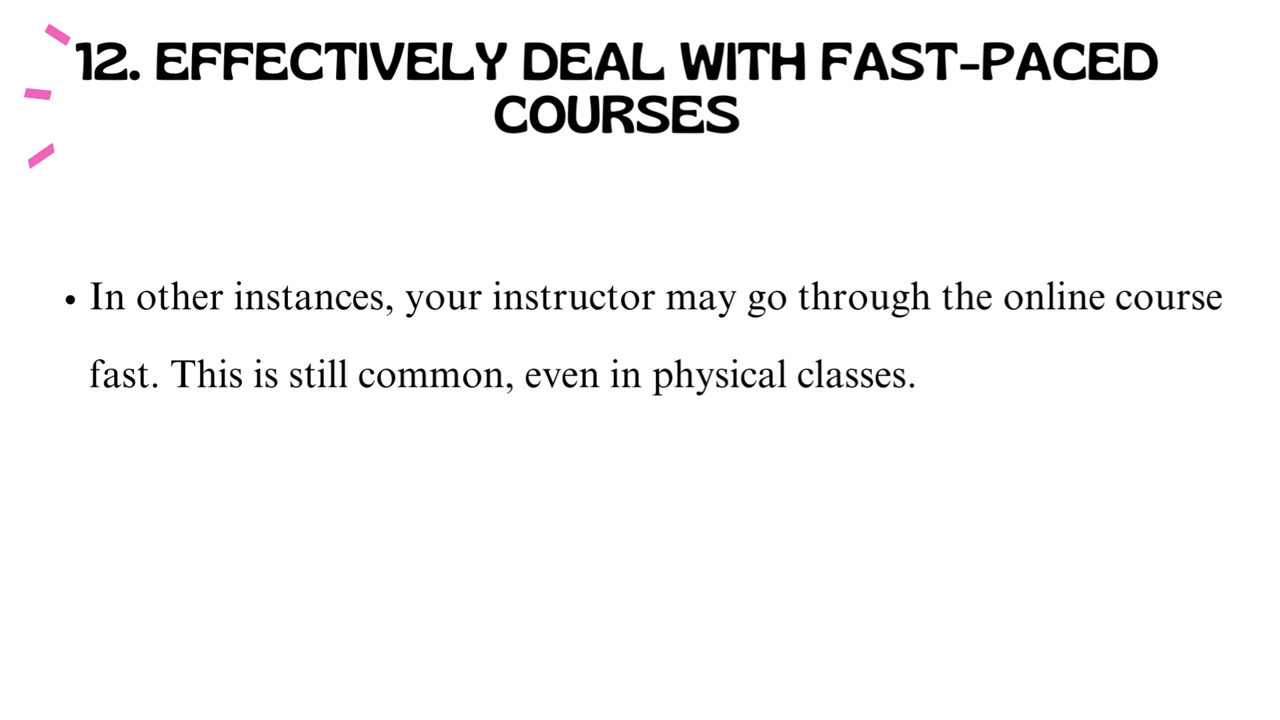 12. EFFECTIVELY DEAL WITH FAST-PACED
COURSES
• In other instances, your instructor may go through the online course
fast. This is still common, even in physical classes.